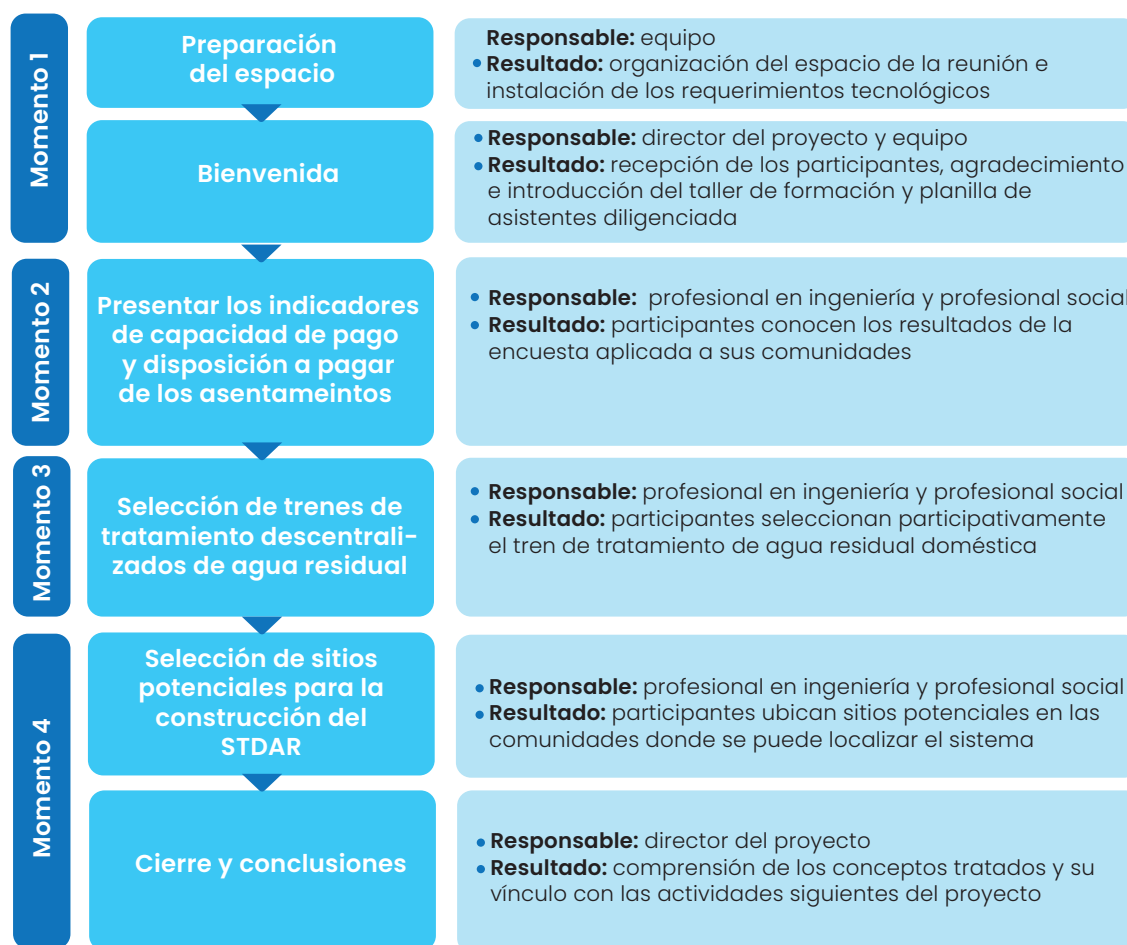 Momento 1
Preparación
del espacio
Responsable: equipo
• Resultado: organización del espacio de la reunión e
instalación de los requerimientos tecnológicos
Bienvenida
• Responsable: director del proyecto y equipo
• Resultado: recepción de los participantes, agradecimiento
e introducción del taller de formación y planilla de
asistentes diligenciada
Momento 2
Presentar los indicadores
de capacidad de pago
y disposición a pagar
de los asentameintos
• Responsable: profesional en ingeniería y profesional social
• Resultado: participantes conocen los resultados de la
encuesta aplicada a sus comunidades
Momento 3
Selección de trenes de
tratamiento descentrali-
zados de agua residual
• Responsable: profesional en ingeniería y profesional social
• Resultado: participantes seleccionan participativamente
el tren de tratamiento de agua residual doméstica
Momento 4
Selección de sitios
potenciales para la
construcción del
STDAR
• Responsable: profesional en ingeniería y profesional social
• Resultado: participantes ubican sitios potenciales en las
comunidades donde se puede localizar el sistema
Cierre y conclusiones
• Responsable: director del proyecto
• Resultado: comprensión de los conceptos tratados y su
vínculo con las actividades siguientes del proyecto